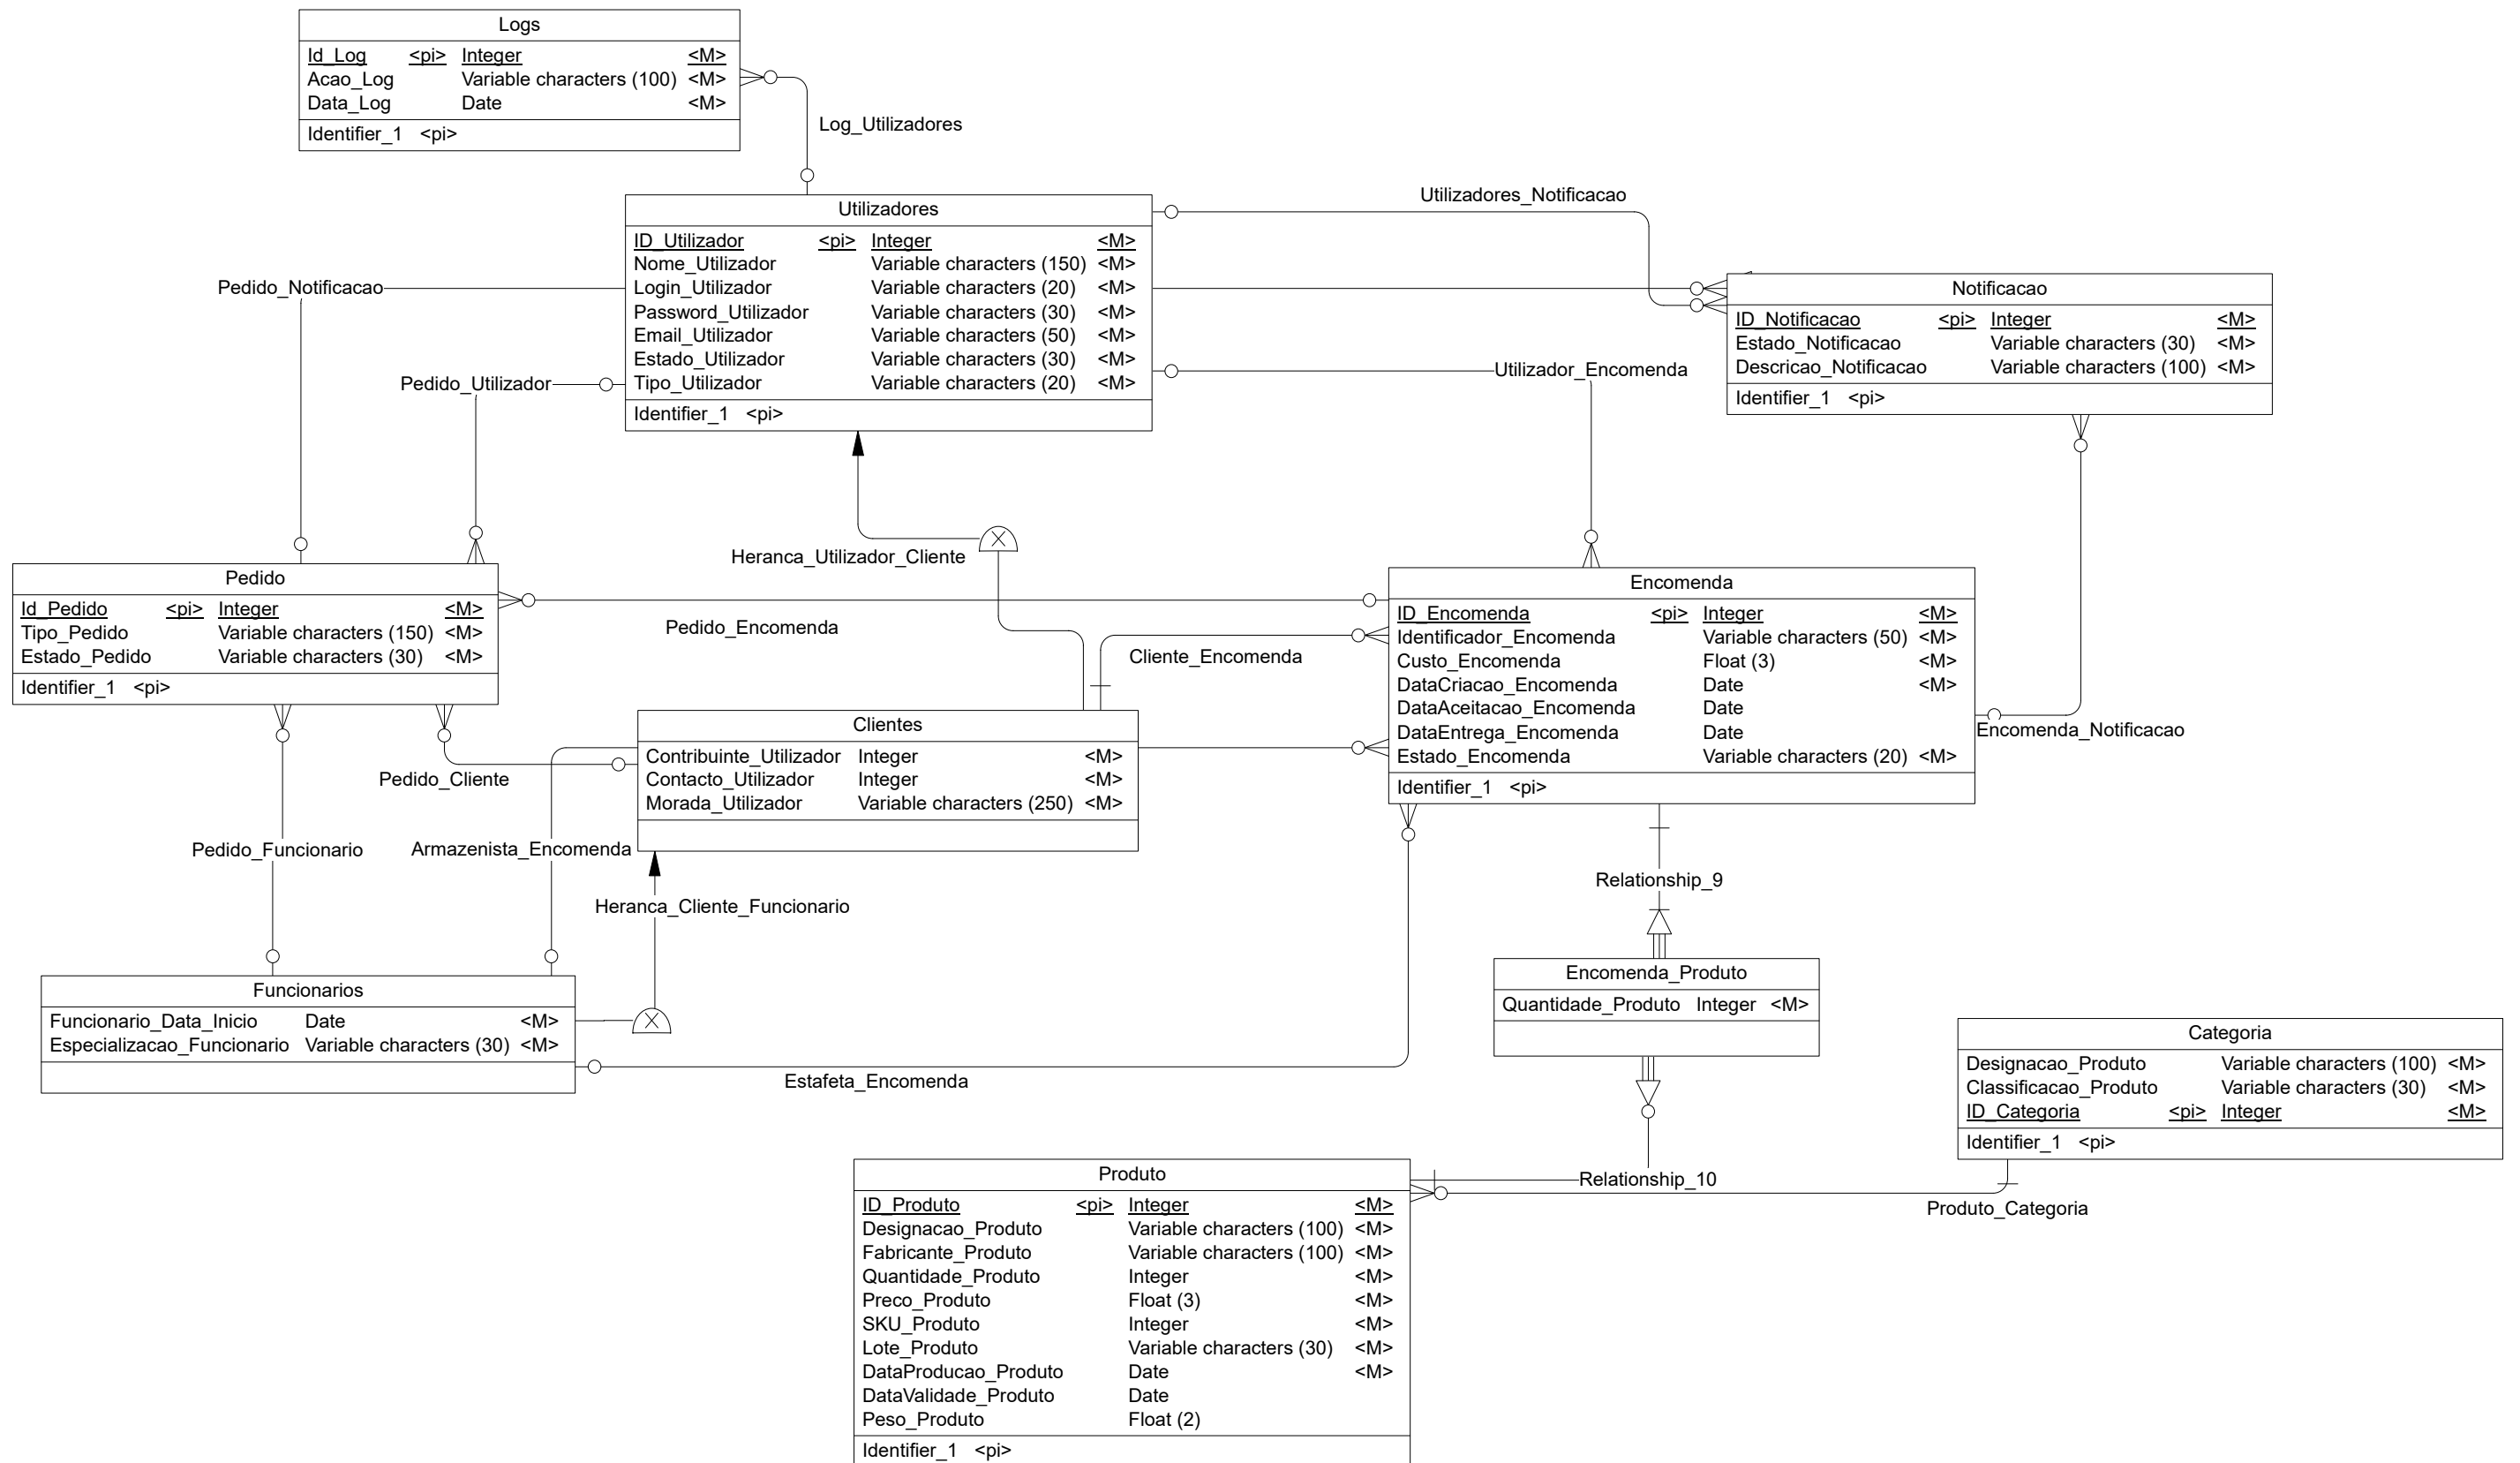 Logs
Id_Log <pi> Integer <M>
Acao_Log Variable characters (100) <M>
Data_Log Date <M>
Identifier_1 <pi>
Log_Utilizadores
Utilizadores
ID_Utilizador <pi> Integer <M>
Nome_Utilizador Variable characters (150) <M>
Login_Utilizador Variable characters (20) <M>
Password_Utilizador Variable characters (30) <M>
Email_Utilizador Variable characters (50) <M>
Estado_Utilizador Variable characters (30) <M>
Tipo_Utilizador Variable characters (20) <M>
Identifier_1 <pi>
Utilizadores_Notificacao
Pedido_Notificacao
Notificacao
ID_Notificacao <pi> Integer <M>
Estado_Notificacao Variable characters (30) <M>
Descricao_Notificacao Variable characters (100) <M>
Identifier_1 <pi>
Pedido_Utilizador
Utilizador_Encomenda
Heranca_Utilizador_Cliente
Pedido
Id_Pedido <pi> Integer <M>
Tipo_Pedido Variable characters (150) <M>
Estado_Pedido Variable characters (30) <M>
Identifier_1 <pi>
Pedido_Encomenda
Cliente_Encomenda
Encomenda
ID_Encomenda <pi> Integer <M>
Identificador_Encomenda Variable characters (50) <M>
Custo_Encomenda Float (3) <M>
DataCriacao_Encomenda Date <M>
DataAceitacao_Encomenda Date
DataEntrega_Encomenda Date
Estado_Encomenda Variable characters (20) <M>
Identifier_1 <pi>
Encomenda_Notificacao
Clientes
Contribuinte_Utilizador Integer <M>
Contacto_Utilizador Integer <M>
Morada_Utilizador Variable characters (250) <M>
Pedido_Cliente
Pedido_Funcionario
Armazenista_Encomenda
Heranca_Cliente_Funcionario
Relationship_9
Funcionarios
Funcionario_Data_Inicio Date <M>
Especializacao_Funcionario Variable characters (30) <M>
Estafeta_Encomenda
Encomenda_Produto
Quantidade_Produto Integer <M>
Categoria
Designacao_Produto Variable characters (100) <M>
Classificacao_Produto Variable characters (30) <M>
ID_Categoria <pi> Integer <M>
Identifier_1 <pi>
Relationship_10
Produto_Categoria
Produto
ID_Produto <pi> Integer <M>
Designacao_Produto Variable characters (100) <M>
Fabricante_Produto Variable characters (100) <M>
Quantidade_Produto Integer <M>
Preco_Produto Float (3) <M>
SKU_Produto Integer <M>
Lote_Produto Variable characters (30) <M>
DataProducao_Produto Date <M>
DataValidade_Produto Date
Peso_Produto Float (2)
Identifier_1 <pi>